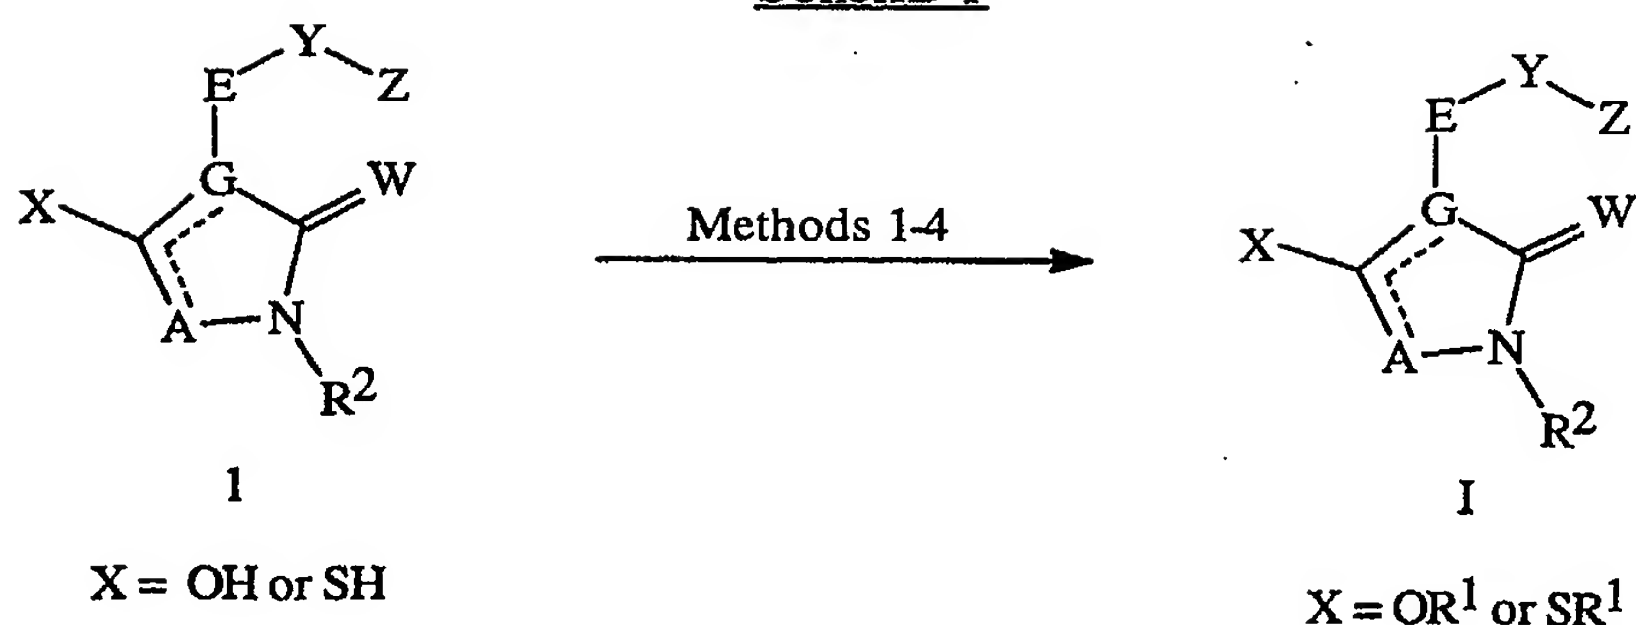 Y
E
Z
G
W
X
A
N
R²
1
X = OH or SH
Methods 1-4
Y
E
Z
G
W
X
A
N
R²
I
X = OR¹ or SR¹